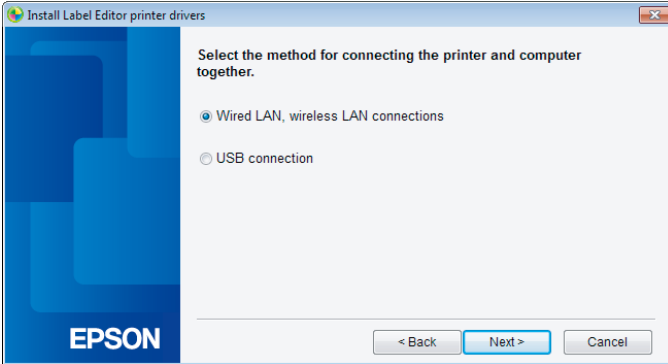 Install Label Editor printer drivers
Select the method for connecting the printer and computer
together.
Wired LAN, wireless LAN connections
USB connection
EPSON
< Back
Next >
Cancel